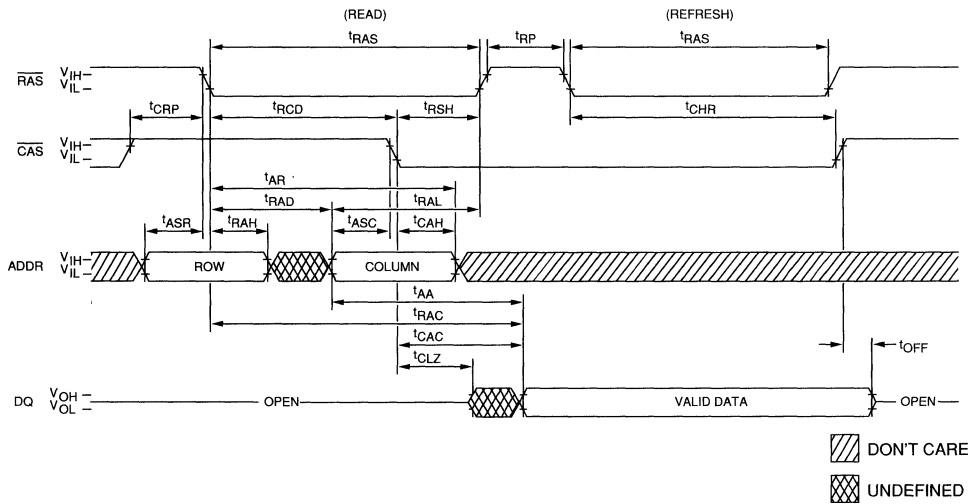 (READ) (REFRESH)
tRAS tRP tRAS
RAS VIH
VIL
tCRP tRCD tRSH tCHR
CAS VIH
VIL
tAR
tRAD tRAL
tASR tRAH tASC tCAH
ADDR VIH
VIL
ROW COLUMN
tAA
tRAC
tCAC
tOFF
tCLZ
DQ VOH
VOL
OPEN VALID DATA OPEN
DON'T CARE
UNDEFINED